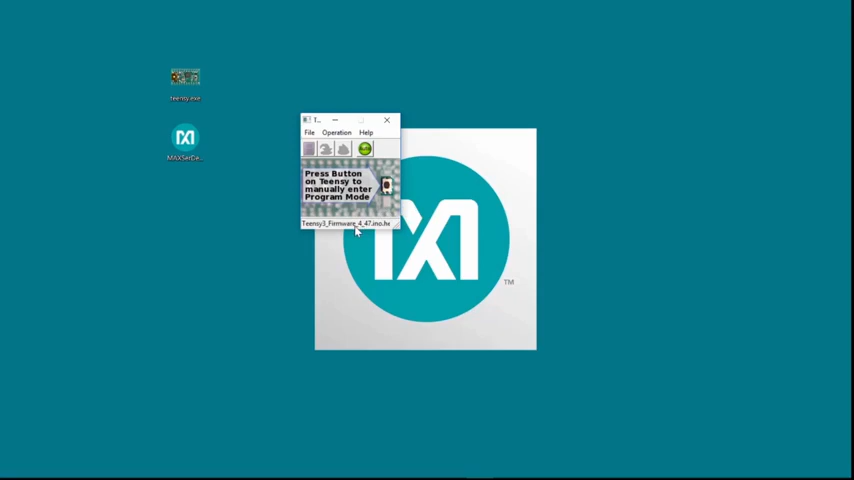 teensy.exe
MAXSerDe...
T...
File Operation Help
Auto
Press Button
on Teensy to
manually enter
Program Mode
Teensy3_Firmware_4_47.ino.he
TM